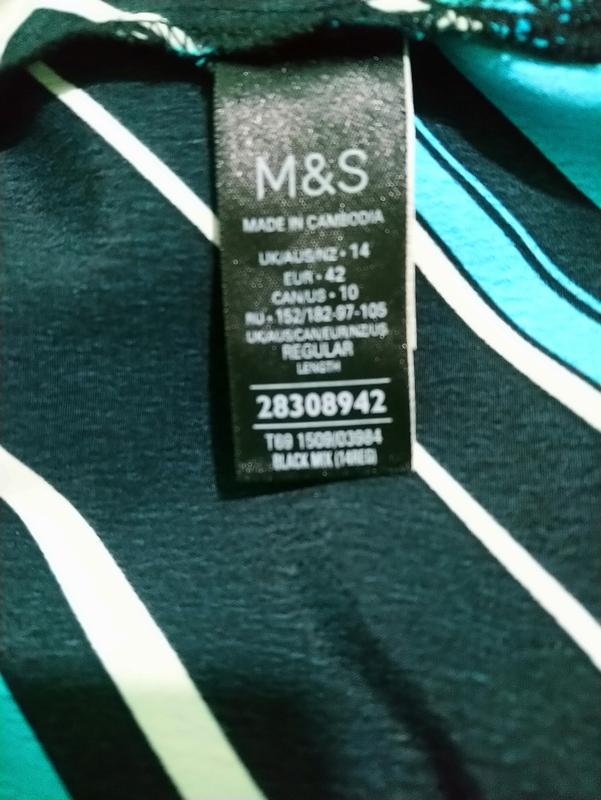 M&S
MADE IN CAMBODIA
UK/AUS/NZ • 14
EUR • 42
CAN/US • 10
RU • 152/182-97-105
UK/AUS/CAN/EUR/NZ/US
REGULAR
LENGTH
28308942
T69 1509/03984
BLACK MIX (14REG)